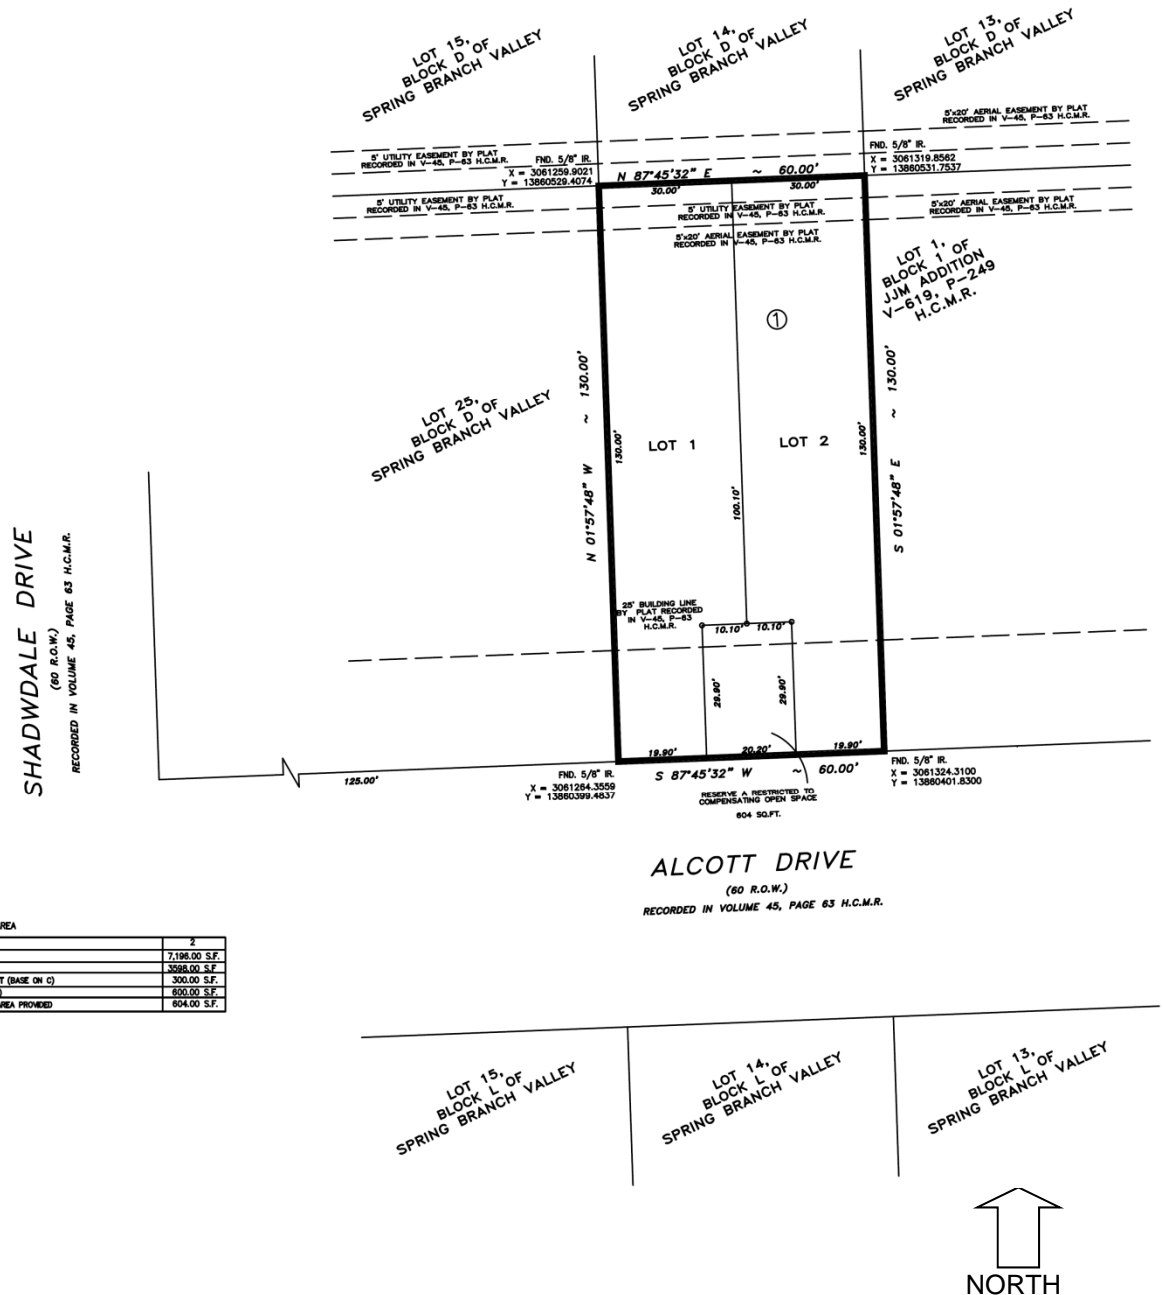 LOT 15,
BLOCK D OF
SPRING BRANCH VALLEY
LOT 14,
BLOCK D OF
SPRING BRANCH VALLEY
LOT 13,
BLOCK D OF
SPRING BRANCH VALLEY
5'x20' AERIAL EASEMENT BY PLAT
RECORDED IN V-45, P-63 H.C.M.R.
5' UTILITY EASEMENT BY PLAT
RECORDED IN V-45, P-63 H.C.M.R.
FND. 5/8" IR.
X = 3061259.9021
Y = 13860529.4074
N 87°45'32" E ~ 60.00'
FND. 5/8" IR.
X = 3061319.8562
Y = 13860531.7537
30.00'
30.00'
5' UTILITY EASEMENT BY PLAT
RECORDED IN V-45, P-63 H.C.M.R.
5' UTILITY EASEMENT BY PLAT
RECORDED IN V-45, P-63 H.C.M.R.
5'x20' AERIAL EASEMENT BY PLAT
RECORDED IN V-45, P-63 H.C.M.R.
5'x20' AERIAL EASEMENT BY PLAT
RECORDED IN V-45, P-63 H.C.M.R.
LOT 1,
BLOCK 1 OF
JJM ADDITION
V-619, P-249
H.C.M.R.
1
LOT 25,
BLOCK D OF
SPRING BRANCH VALLEY
N 01°57'48" W ~ 130.00'
130.00'
LOT 1
100.10'
LOT 2
130.00'
S 01°57'48" E ~ 130.00'
SHADWDALE DRIVE
(60 R.O.W.)
RECORDED IN VOLUME 45, PAGE 63 H.C.M.R.
25' BUILDING LINE
BY PLAT RECORDED
IN V-45, P-63
H.C.M.R.
10.10'
10.10'
29.90'
29.90'
19.90'
20.20'
19.90'
125.00'
FND. 5/8" IR.
X = 3061264.3559
Y = 13860399.4837
S 87°45'32" W ~ 60.00'
FND. 5/8" IR.
X = 3061324.3100
Y = 13860401.8300
RESERVE A RESTRICTED TO
COMPENSATING OPEN SPACE
604 SQ.FT.
ALCOTT DRIVE
(60 R.O.W.)
RECORDED IN VOLUME 45, PAGE 63 H.C.M.R.
REA
2
7,196.00 S.F.
3598.00 S.F
T (BASE ON C) 300.00 S.F.
) 600.00 S.F.
REA PROVIDED 604.00 S.F.
LOT 15,
BLOCK L OF
SPRING BRANCH VALLEY
LOT 14,
BLOCK L OF
SPRING BRANCH VALLEY
LOT 13,
BLOCK L OF
SPRING BRANCH VALLEY
NORTH